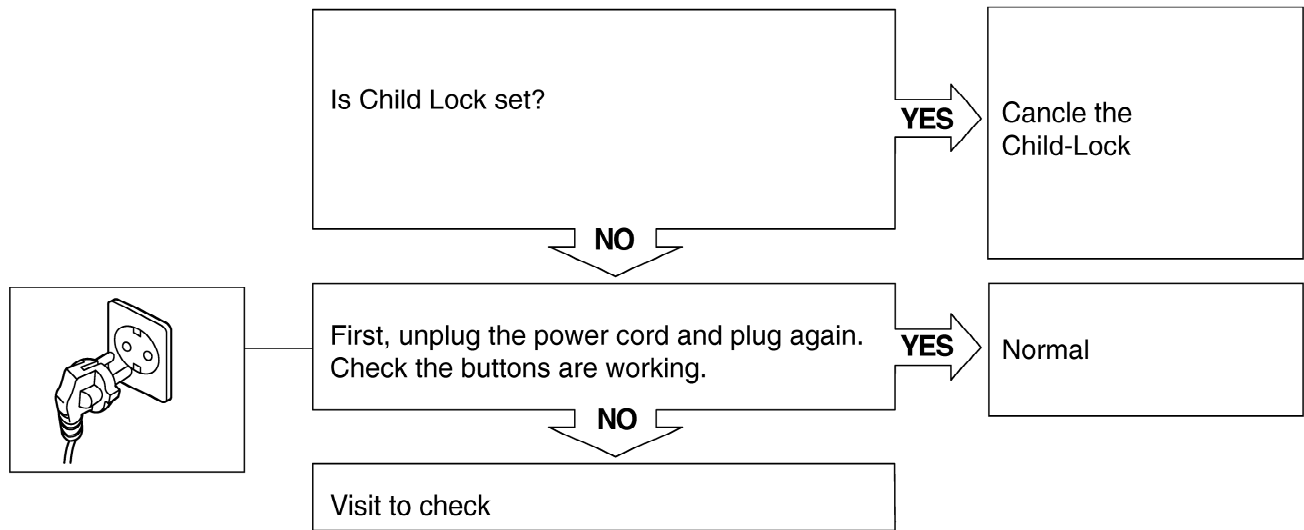 Is Child Lock set?
YES
Cancle the
Child-Lock
NO
First, unplug the power cord and plug again.
Check the buttons are working.
YES
Normal
NO
Visit to check